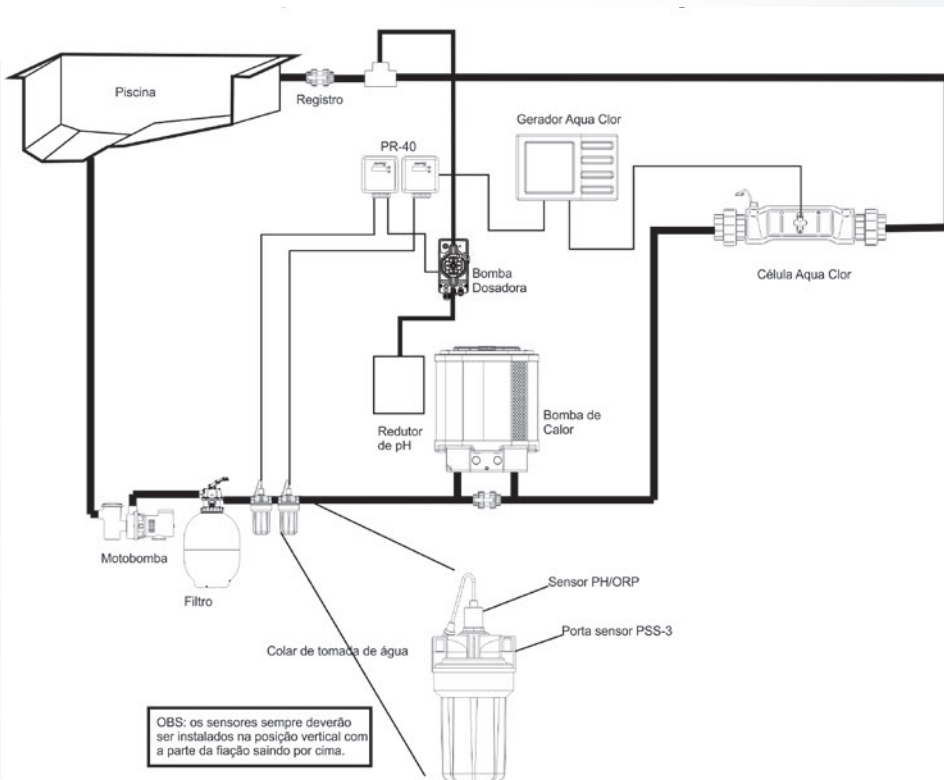 Piscina
Registro
Gerador Aqua Clor
PR-40
Célula Aqua Clor
Bomba
Dosadora
Redutor
de pH
Bomba de
Calor
Motobomba
Filtro
Sensor PH/ORP
Porta sensor PSS-3
Colar de tomada de água
OBS: os sensores sempre deverão
ser instalados na posição vertical com
a parte da fiação saindo por cima.